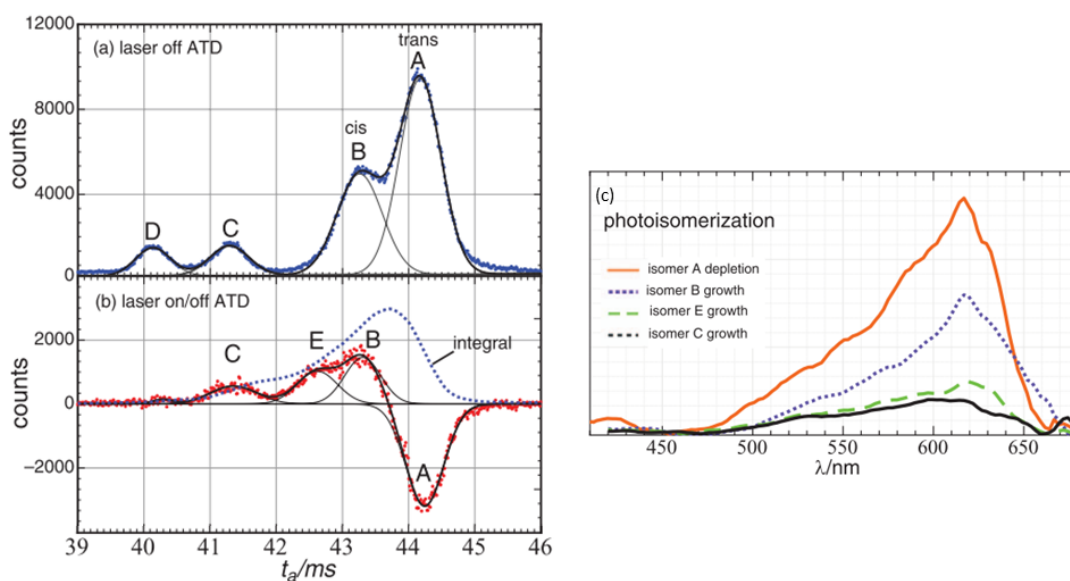 12000
(a) laser off ATD
trans
A
8000
cis
B
counts
4000
D
C
0
(b) laser on/off ATD
2000
C
E
B
integral
counts
0
−2000
A
39
40
41
42
43
44
45
46
ta/ms
(c)
photoisomerization
isomer A depletion
isomer B growth
isomer E growth
isomer C growth
450
500
550
600
650
λ/nm